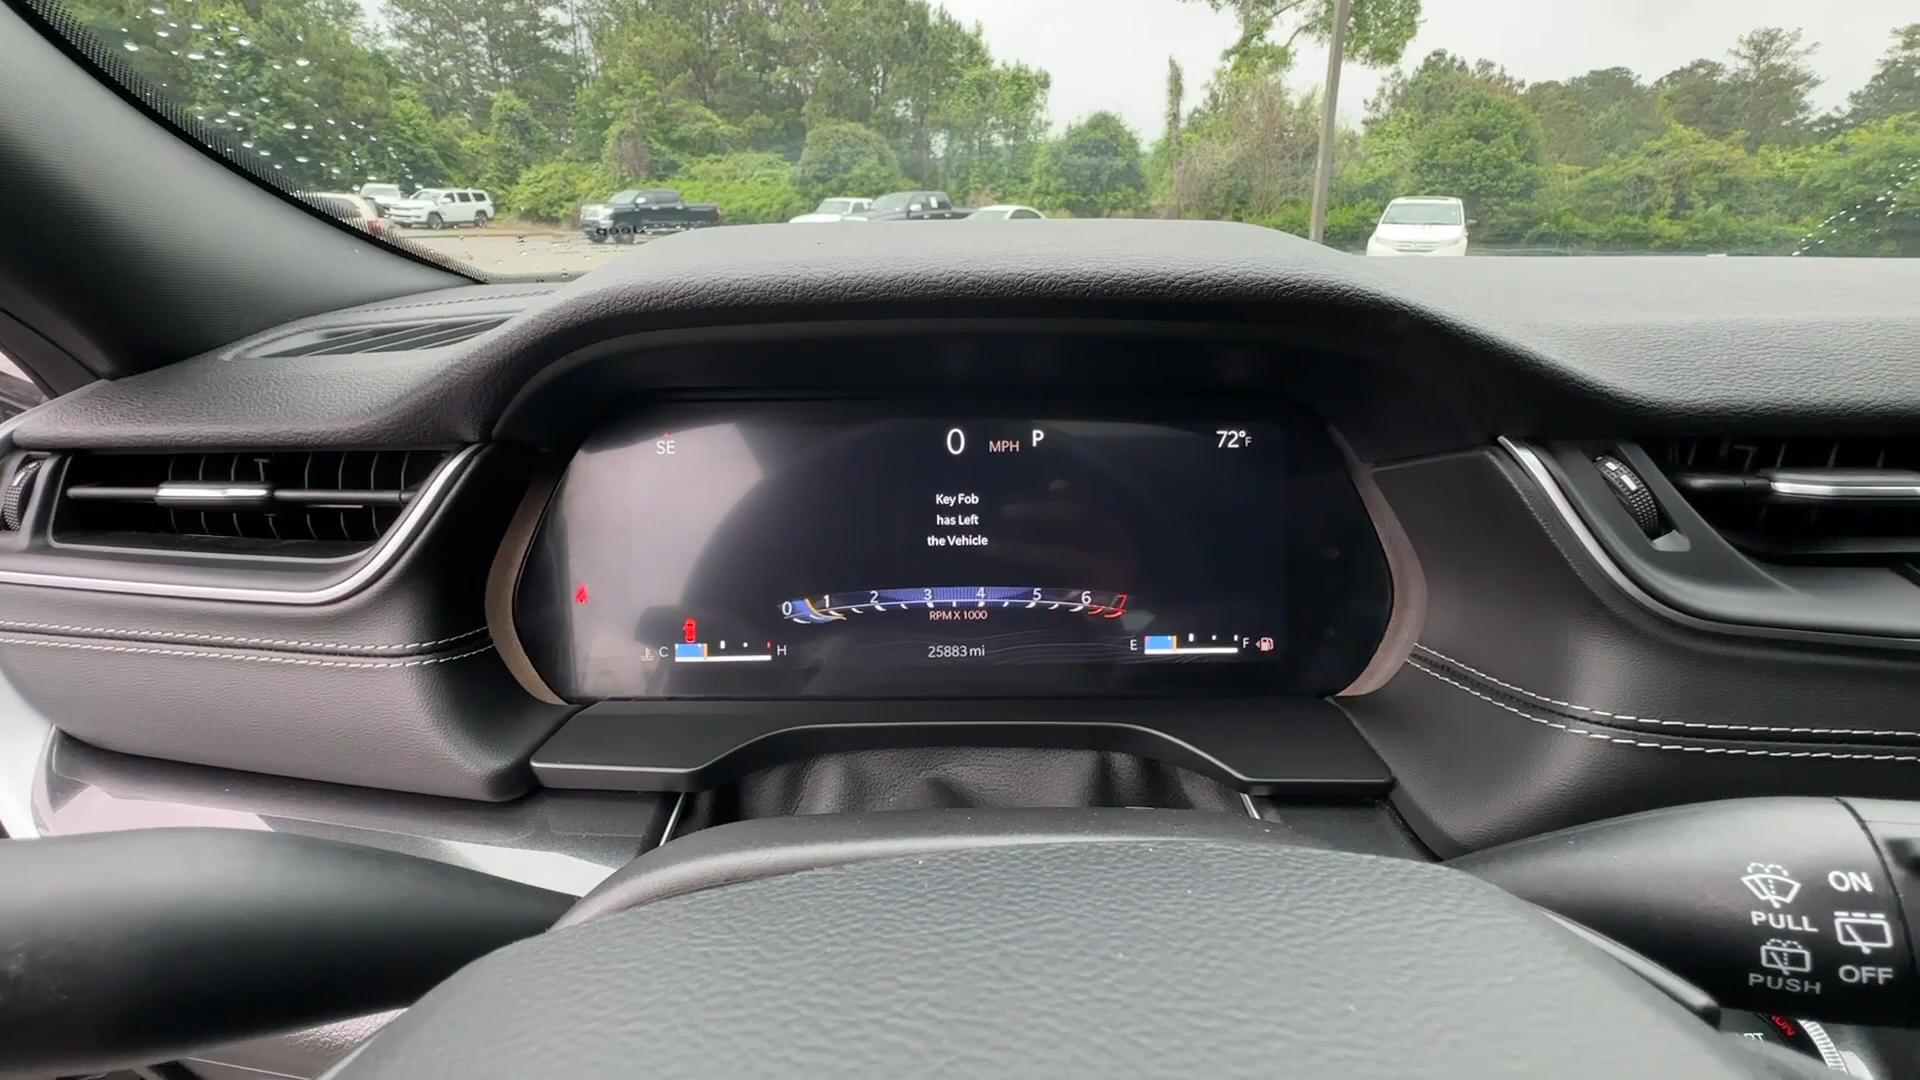 SE
0 MPH P
72°F
Key Fob
has Left
the Vehicle
0 1 2 3 4 5 6 7
RPM X 1000
C H
25883 mi
E F
ON
PULL
OFF
PUSH